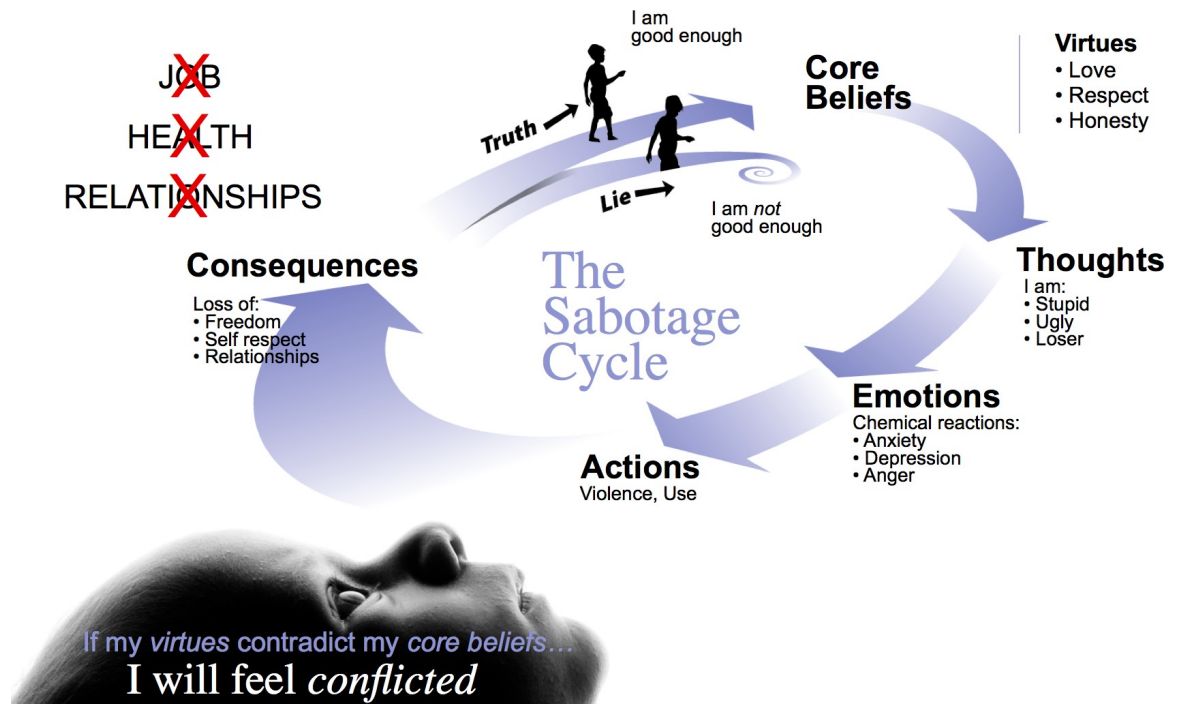 JOB
HEALTH
RELATIONSHIPS
I am
good enough
Truth
Lie
I am not
good enough
Core
Beliefs
Virtues
• Love
• Respect
• Honesty
Thoughts
I am:
• Stupid
• Ugly
• Loser
Emotions
Chemical reactions:
• Anxiety
• Depression
• Anger
Actions
Violence, Use
Consequences
Loss of:
• Freedom
• Self respect
• Relationships
The
Sabotage
Cycle
If my virtues contradict my core beliefs...
I will feel conflicted